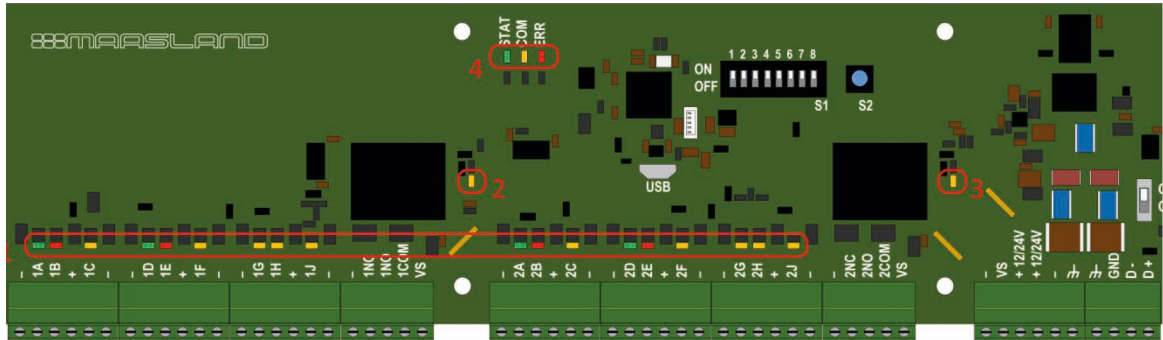 MAARSLAND
STAT
COM
ERR
4
1 2 3 4 5 6 7 8
ON
OFF
S1
S2
2
USB
3
- 1A 1B + 1C - - 1D 1E + 1F - - 1G 1H + 1J - 1NC 1NO 1COM VS
- 2A 2B + 2C - - 2D 2E + 2F - - 2G 2H + 2J - 2NC 2NO 2COM VS
- VS + 12/24V + 12/24V - GND D - D +